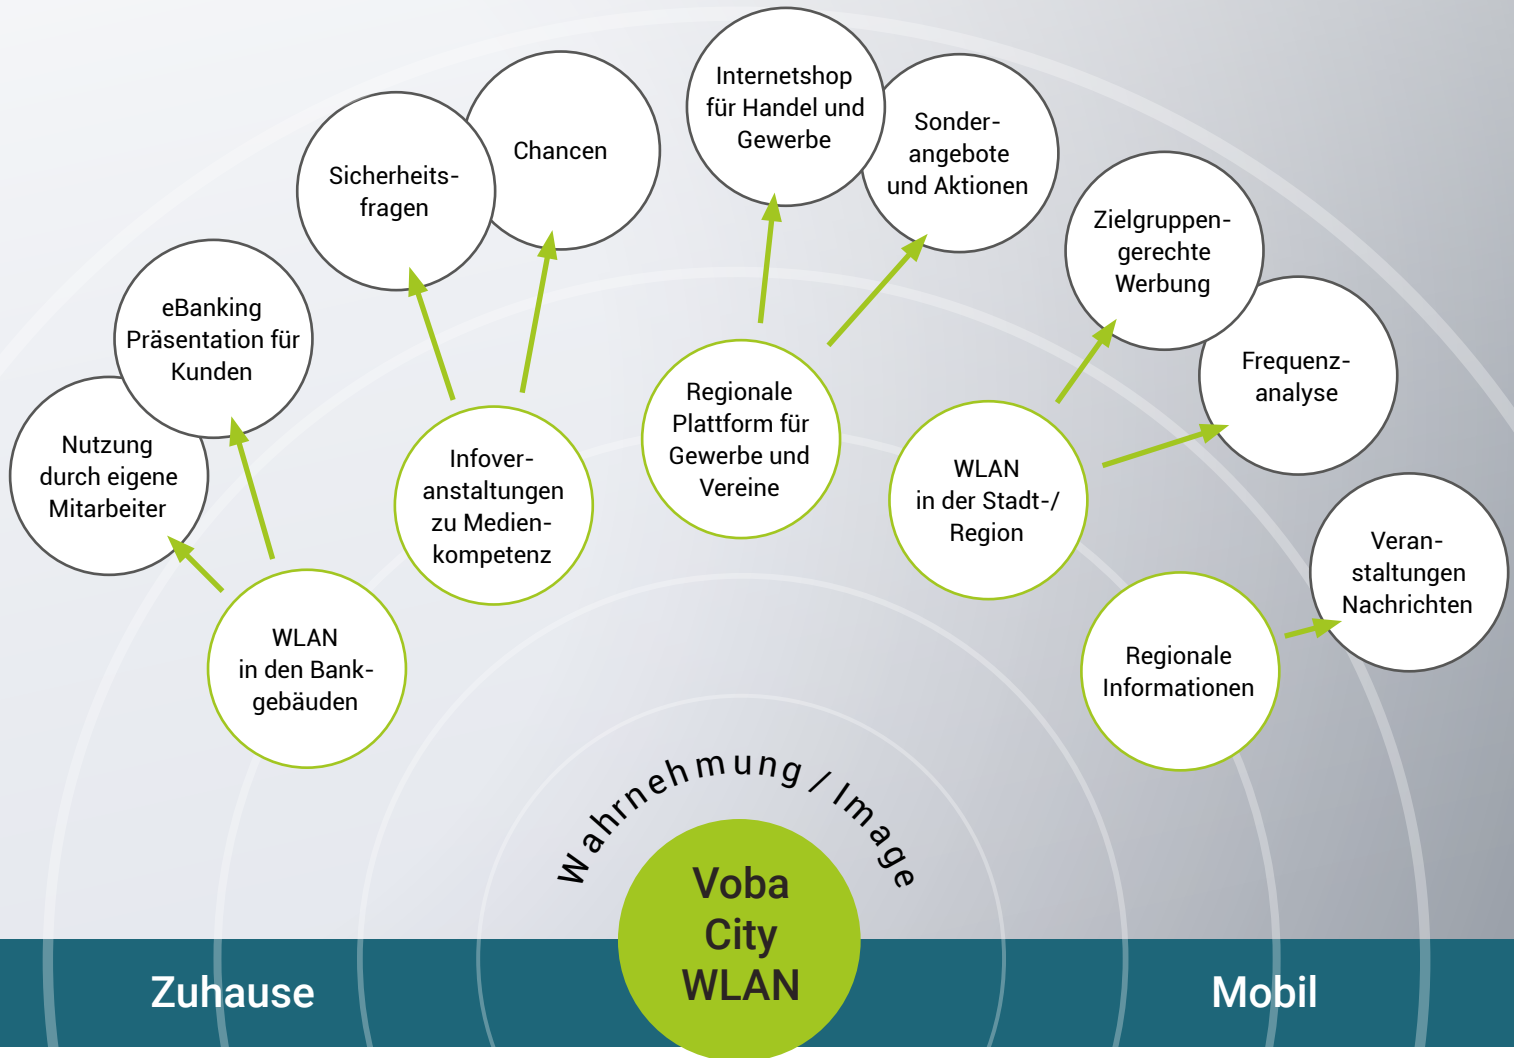 Internetshop
für Handel und
Gewerbe
Sonder-
angebote
und Aktionen
Chancen
Sicherheits-
fragen
Zielgruppen-
gerechte
Werbung
eBanking
Präsentation für
Kunden
Frequenz-
analyse
Nutzung
durch eigene
Mitarbeiter
Regionale
Plattform für
Gewerbe und
Vereine
Infover-
anstaltungen
zu Medien-
kompetenz
WLAN
in der Stadt-/
Region
Veran-
staltungen
Nachrichten
WLAN
in den Bank-
gebäuden
Regionale
Informationen
Wahrnehmung / Image
Voba
City
WLAN
Zuhause
Mobil